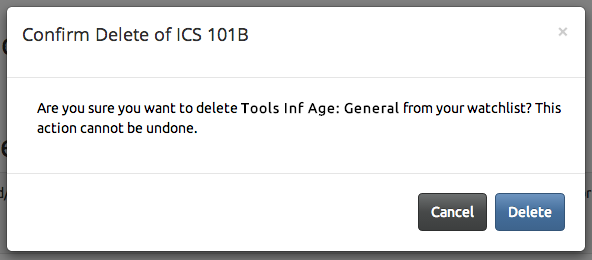 Confirm Delete of ICS 101B
×
Are you sure you want to delete Tools Inf Age: General from your watchlist? This
action cannot be undone.
Cancel
Delete